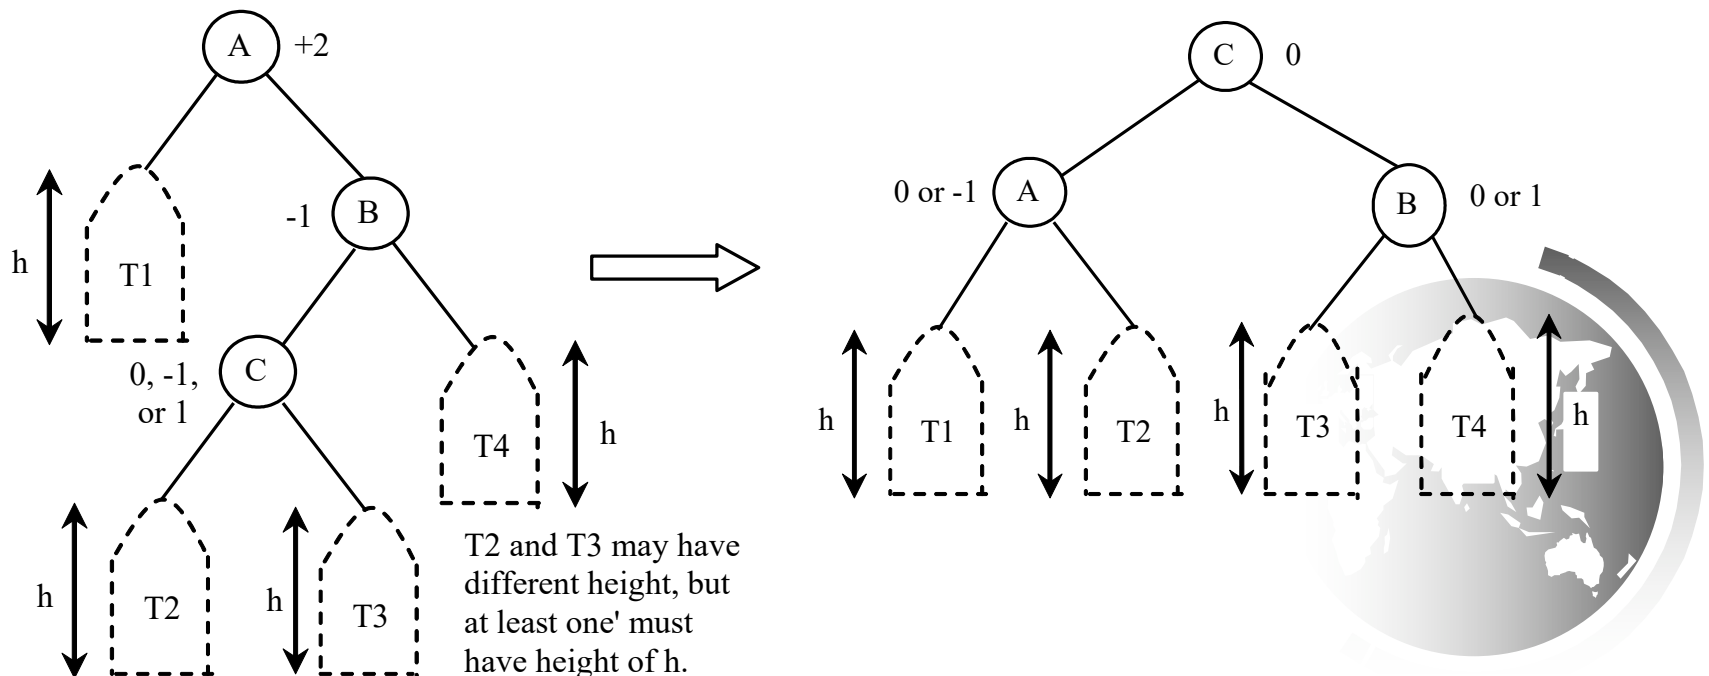 A +2
-1 B
h
T1
0, -1,
or 1
C
T4
h
h
T2
h
T3
T2 and T3 may have
different height, but
at least one' must
have height of h.
C 0
0 or -1 A
B 0 or 1
h
T1
h
T2
h
T3
T4
h